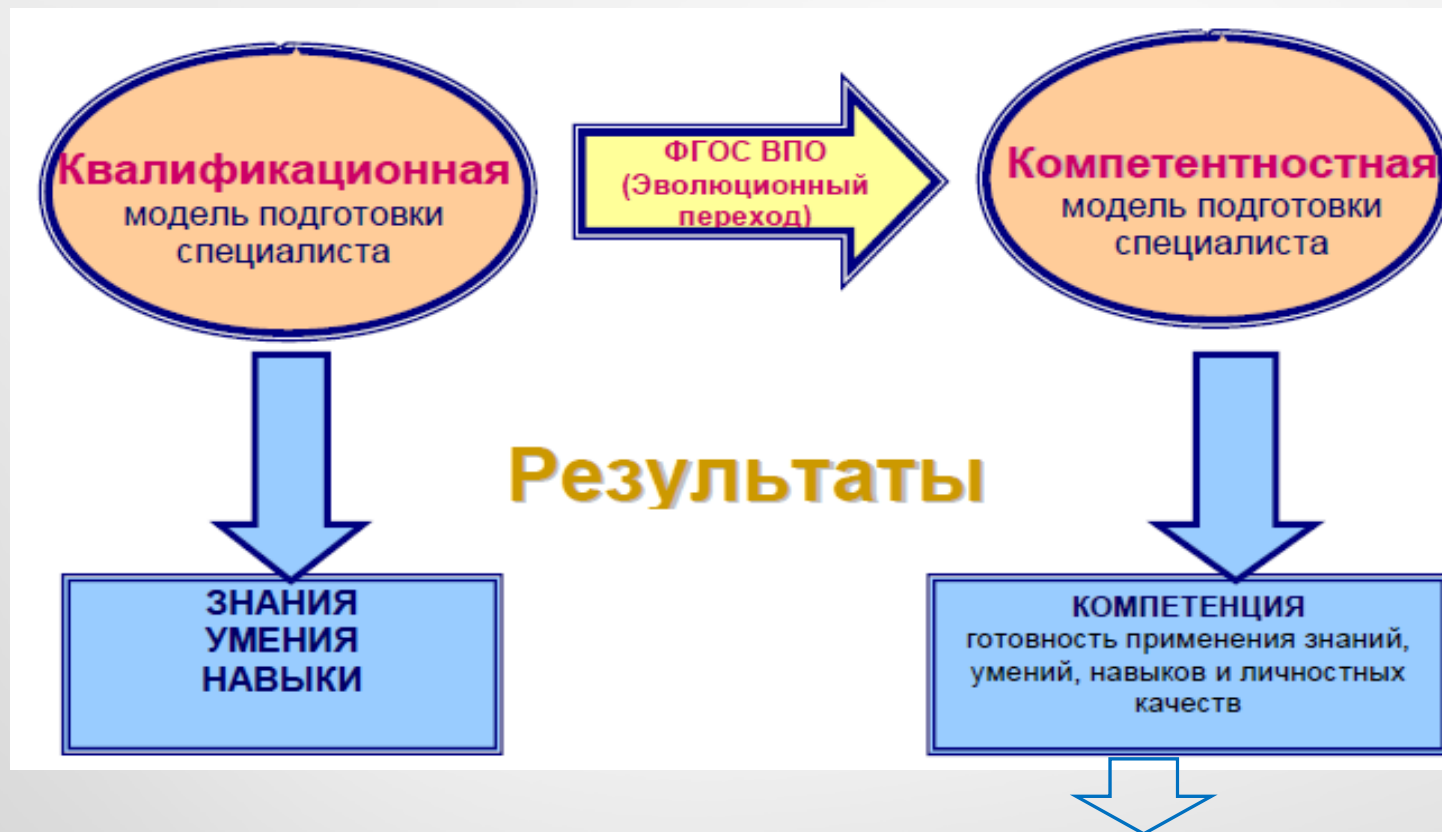 Квалификационная
модель подготовки
специалиста
ФГОС ВПО
(Эволюционный
переход)
Компетентностная
модель подготовки
специалиста
Результаты
ЗНАНИЯ
УМЕНИЯ
НАВЫКИ
КОМПЕТЕНЦИЯ
готовность применения знаний,
умений, навыков и личностных
качеств